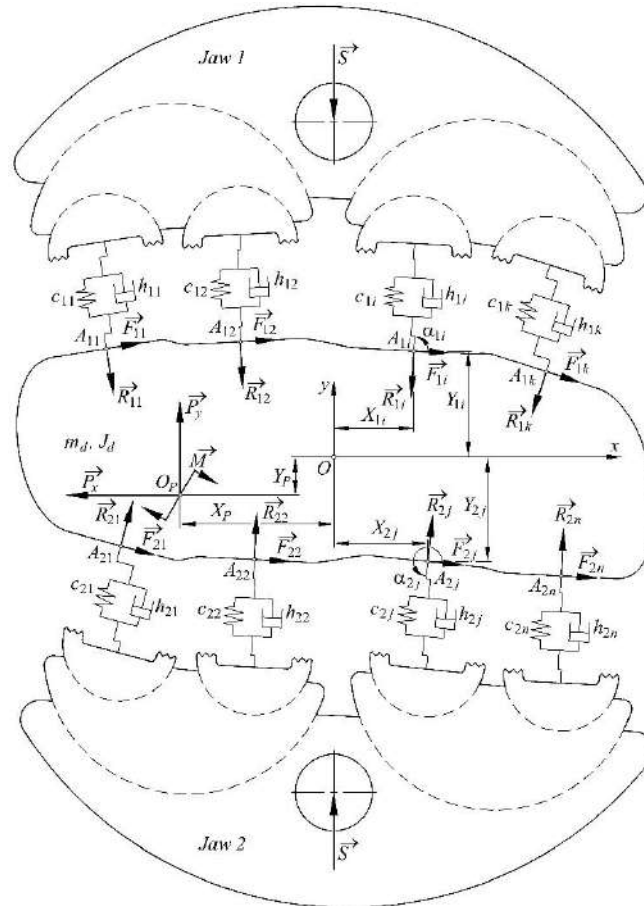 Jaw 1
S
c11 h11 c12 h12 c1i h1i c1k h1k
A11 F11 A12 F12 A1i α1i F1i A1k F1k
R11 R12 R1i R1k
y X1i Y1i
Py
md, Jd M O x
Px OP YP
XP
R21 R22 R2j R2n
Y2j X2j
F21 F22 F2j F2n
A21 A22 α2j A2j A2n
c21 h21 c22 h22 c2j h2j c2n h2n
Jaw 2
S